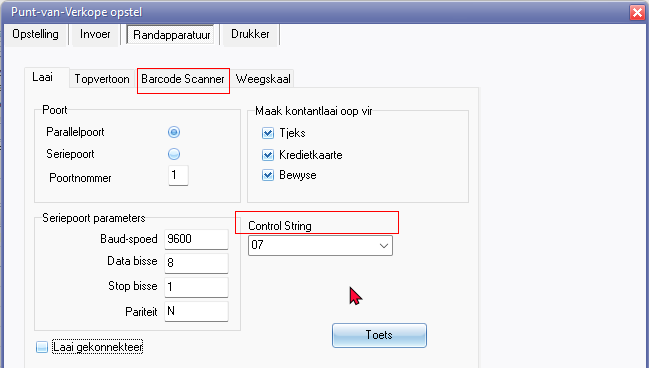 Punt-van-Verkope opstel
Opstelling Invoer Randapparatuur Drukker
Laai Topvertoon Barcode Scanner Weegskaal
Poort
Parallelpoort
Seriepoort
Poortnommer 1
Maak kontantlaai oop vir
Tjeks
Kredietkaarte
Bewyse
Seriepoort parameters
Baud-spoed 9600
Data bisse 8
Stop bisse 1
Pariteit N
Control String
07
Toets
Laai gekonnekteer